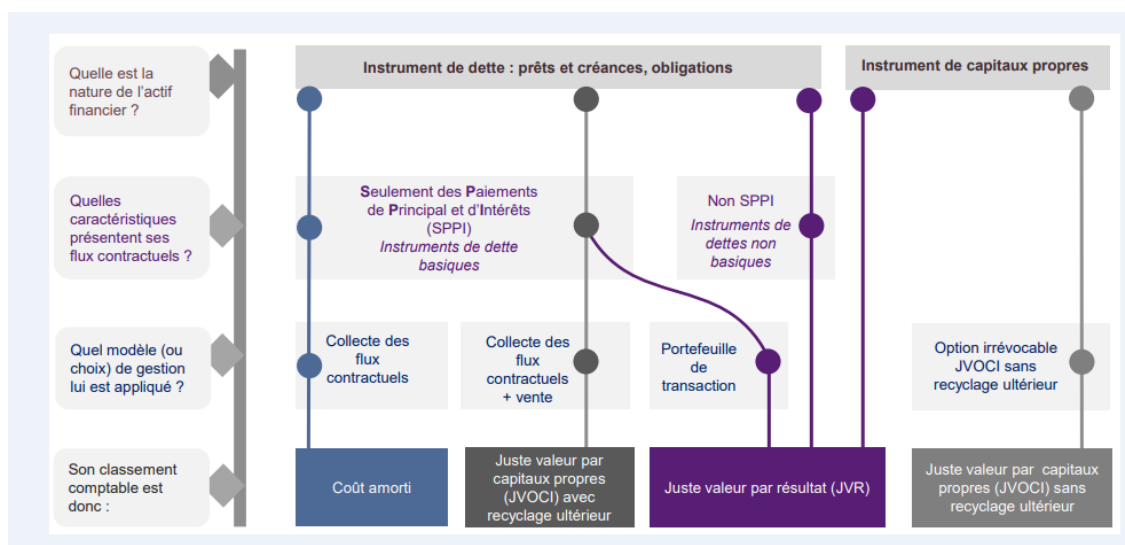 Quelle est la
nature de l'actif
financier ?
Instrument de dette : prêts et créances, obligations
Instrument de capitaux propres
Quelles
caractéristiques
présentent ses
flux contractuels ?
Seulement des Paiements
de Principal et d'Intérêts
(SPPI)
Instruments de dette
basiques
Non SPPI
Instruments de
dettes non
basiques
Quel modèle (ou
choix) de gestion
lui est appliqué ?
Collecte des
flux
contractuels
Collecte des
flux
contractuels
+ vente
Portefeuille
de
transaction
Option irrévocable
JVOCI sans
recyclage ultérieur
Son classement
comptable est
donc :
Coût amorti
Juste valeur par
capitaux propres
(JVOCI) avec
recyclage ultérieur
Juste valeur par résultat (JVR)
Juste valeur par capitaux
propres (JVOCI) sans
recyclage ultérieur